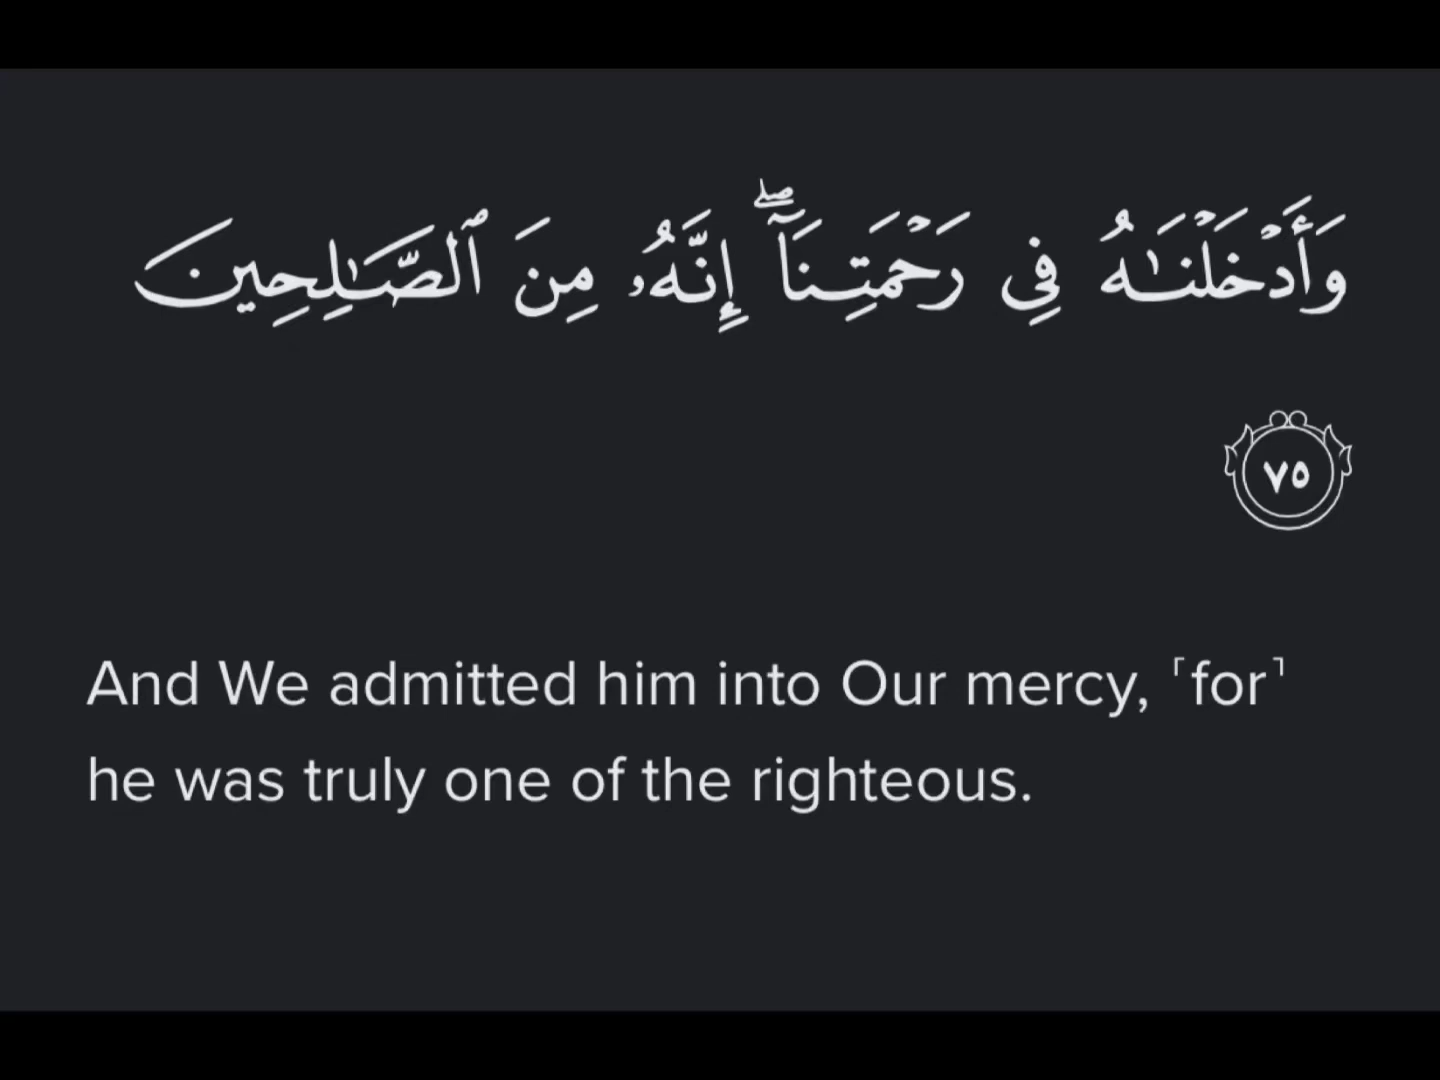 وَأَدۡخَلۡنَـٰهُ فِى رَحۡمَتِنَآ ۖ إِنَّهُۥ مِنَ ٱلصَّـٰلِحِينَ
٧٥
And We admitted him into Our mercy, ˹for˺
he was truly one of the righteous.